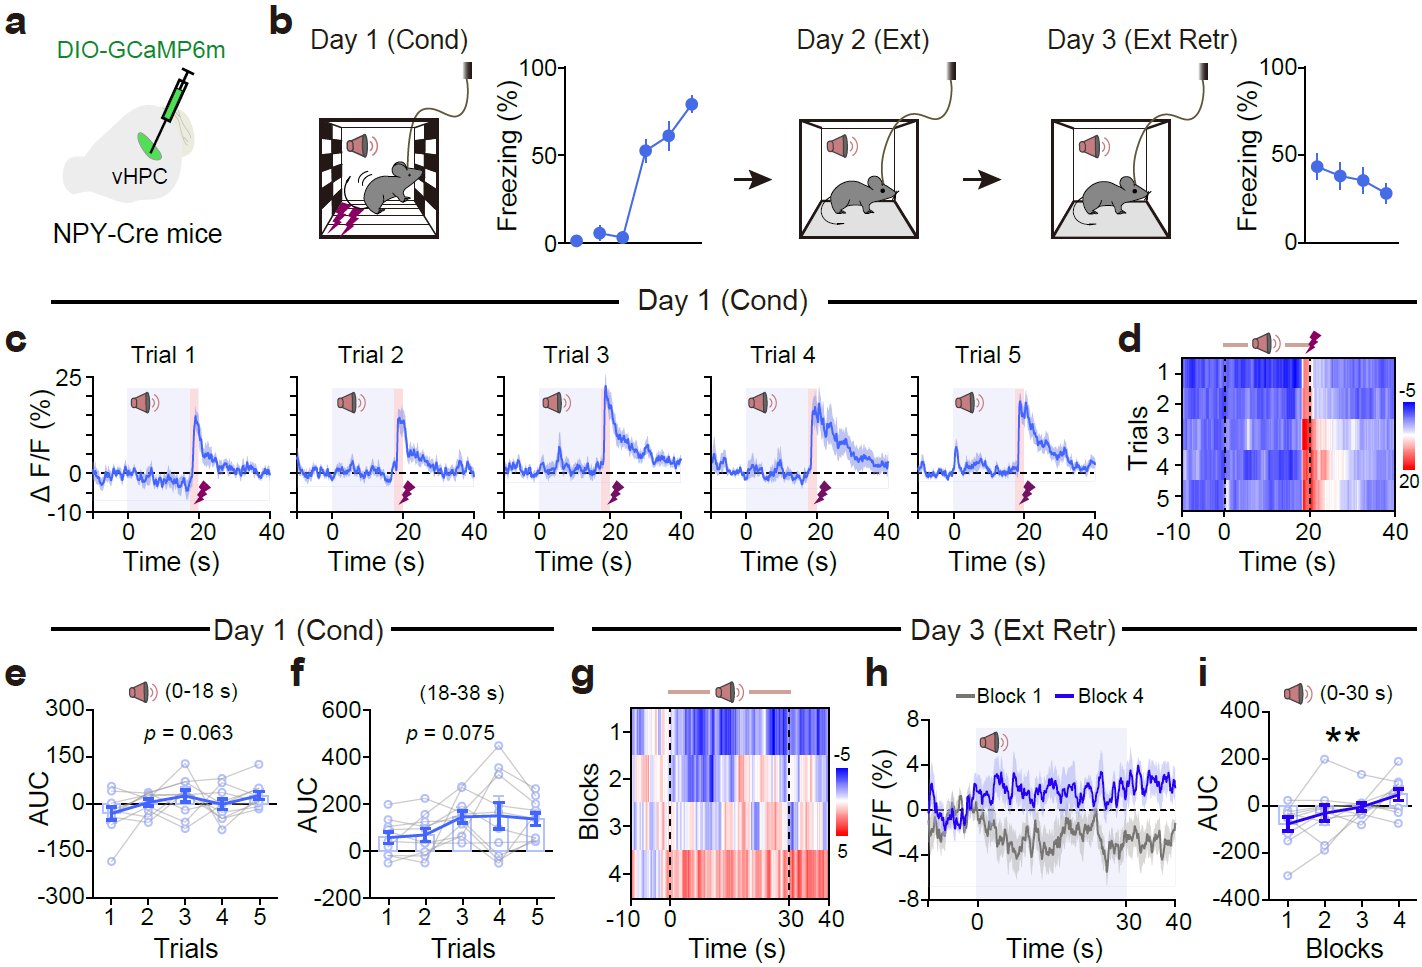 a
DIO-GCaMP6m
vHPC
NPY-Cre mice
b
Day 1 (Cond)
Freezing (%)
100
50
0
Day 2 (Ext)
Day 3 (Ext Retr)
Freezing (%)
100
50
0
Day 1 (Cond)
c
Trial 1
Trial 2
Trial 3
Trial 4
Trial 5
Δ F/F (%)
25
0
-10
0 20 40
0 20 40
0 20 40
0 20 40
0 20 40
Time (s)
Time (s)
Time (s)
Time (s)
Time (s)
d
Trials
1
2
3
4
5
-10 0 20 40
Time (s)
-5
20
Day 1 (Cond)
e
(0-18 s)
p = 0.063
AUC
300
150
0
-150
-300
1 2 3 4 5
Trials
f
(18-38 s)
p = 0.075
AUC
600
400
200
0
-200
1 2 3 4 5
Trials
Day 3 (Ext Retr)
g
Blocks
1
2
3
4
-10 0 30 40
Time (s)
-5
5
h
Block 1
Block 4
ΔF/F (%)
8
4
0
-4
-8
0 30 40
Time (s)
i
(0-30 s)
**
AUC
400
200
0
-200
-400
1 2 3 4
Blocks